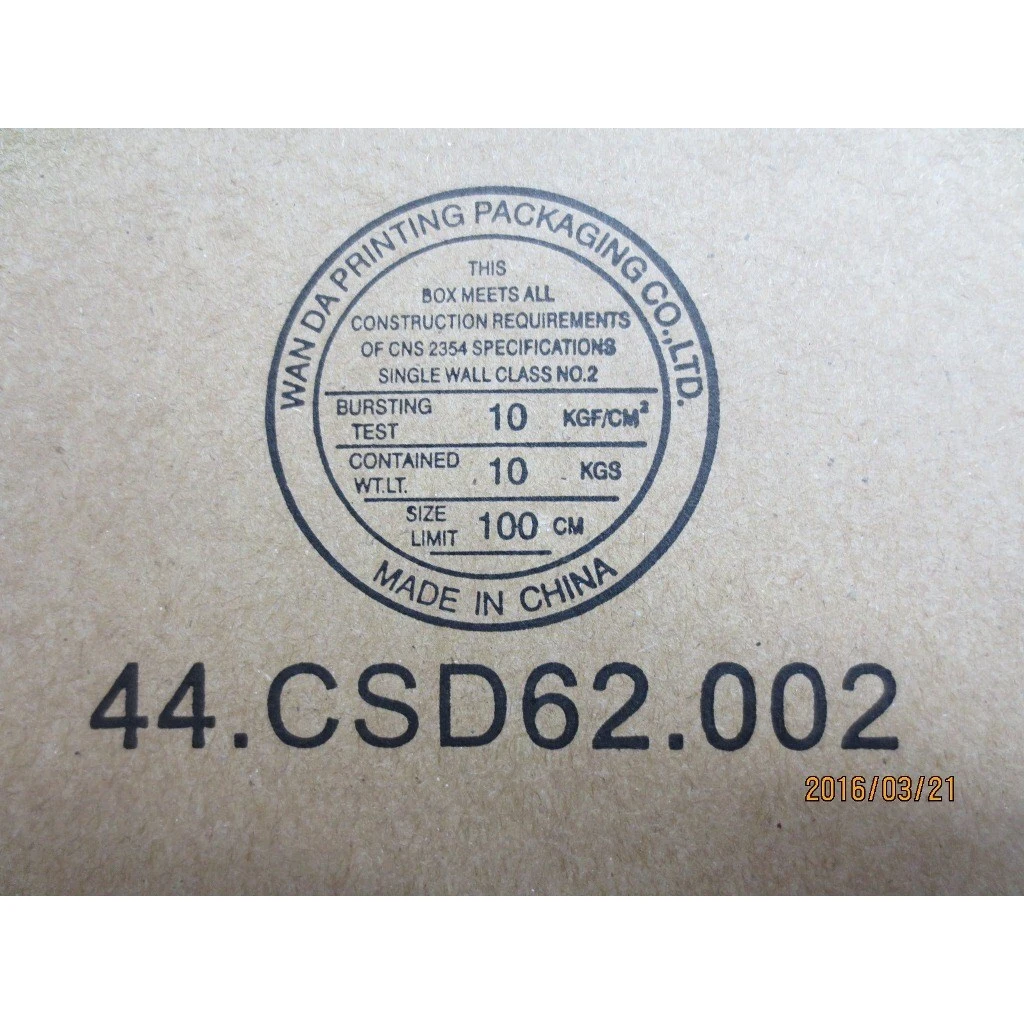 WAN DA PRINTING PACKAGING CO.,LTD.
THIS
BOX MEETS ALL
CONSTRUCTION REQUIREMENTS
OF CNS 2354 SPECIFICATIONS
SINGLE WALL CLASS NO.2
BURSTING TEST 10 KGF/CM²
CONTAINED WT.LT. 10 KGS
SIZE LIMIT 100 CM
MADE IN CHINA
44.CSD62.002
2016/03/21